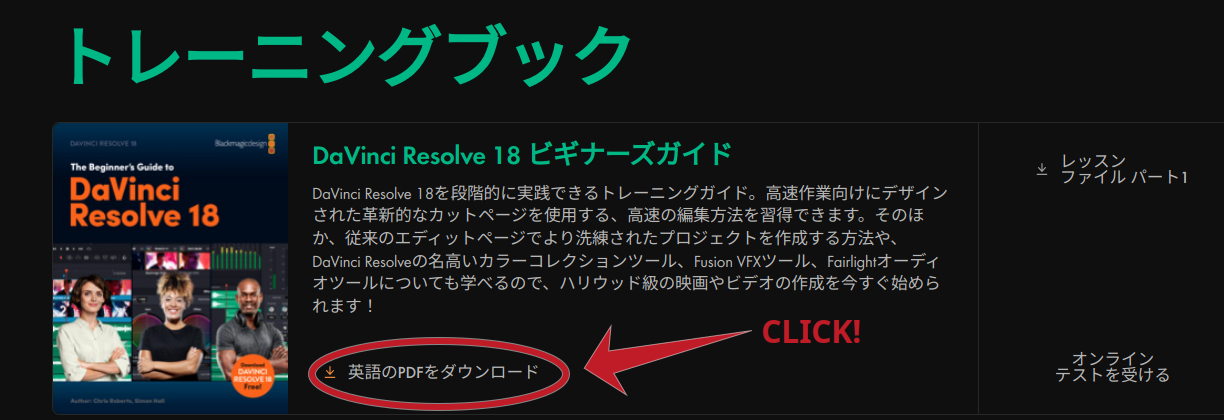 トレーニングブック
DAVINCI RESOLVE 18
Blackmagicdesign
The Beginner's Guide to
DaVinci
Resolve 18
Download
DAVINCI
RESOLVE 18
Free!
Author: Chris Roberts, Simon Hall
DaVinci Resolve 18 ビギナーズガイド
DaVinci Resolve 18を段階的に実践できるトレーニングガイド。高速作業向けにデザイン
された革新的なカットページを使用する、高速の編集方法を習得できます。そのほ
か、従来のエディットページでより洗練されたプロジェクトを作成する方法や、
DaVinci Resolveの名高いカラーコレクションツール、Fusion VFXツール、Fairlightオーディ
オツールについても学べるので、ハリウッド級の映画やビデオの作成を今すぐ始めら
れます！
CLICK!
英語のPDFをダウンロード
レッスン
ファイル パート1
オンライン
テストを受ける